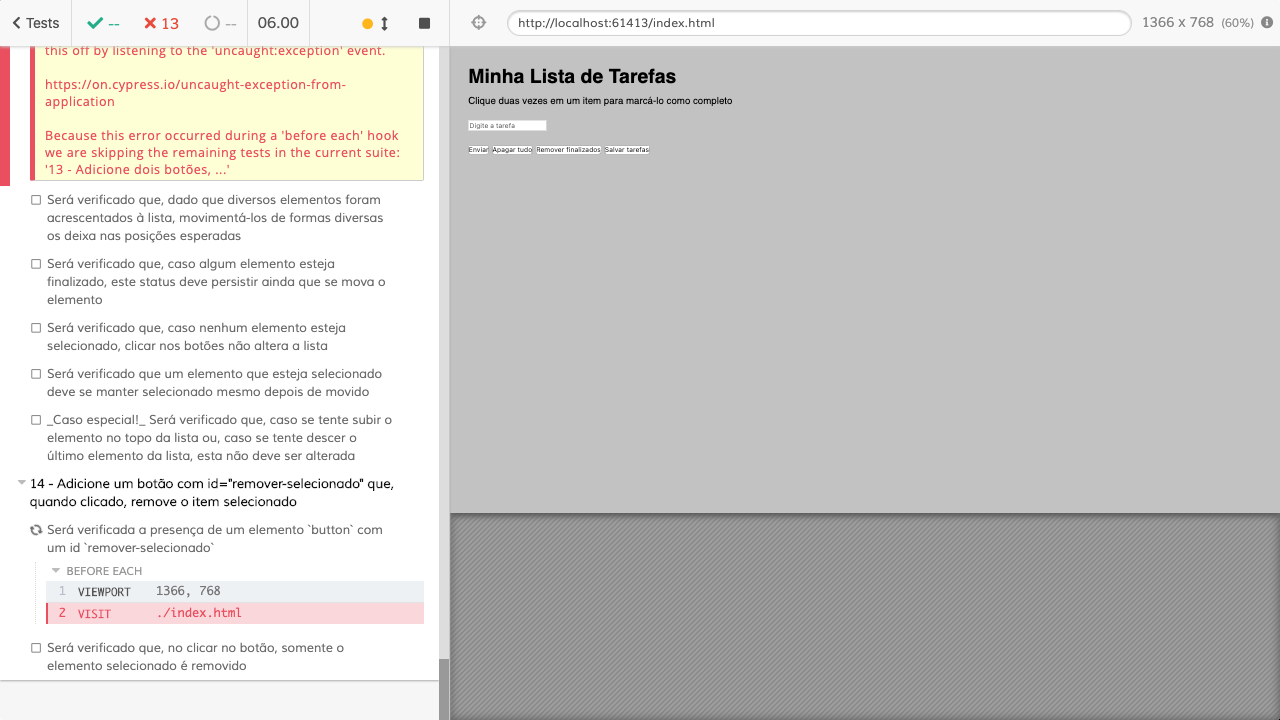 Tests
--
13
--
06.00
http://localhost:61413/index.html
1366 x 768 (60%)
this off by listening to the 'uncaught:exception' event.
https://on.cypress.io/uncaught-exception-from-
application
Because this error occurred during a 'before each' hook
we are skipping the remaining tests in the current suite:
'13 - Adicione dois botões, ...'
Será verificado que, dado que diversos elementos foram
acrescentados à lista, movimentá-los de formas diversas
os deixa nas posições esperadas
Será verificado que, caso algum elemento esteja
finalizado, este status deve persistir ainda que se mova o
elemento
Será verificado que, caso nenhum elemento esteja
selecionado, clicar nos botões não altera a lista
Será verificado que um elemento que esteja selecionado
deve se manter selecionado mesmo depois de movido
_Caso especial!_ Será verificado que, caso se tente subir o
elemento no topo da lista ou, caso se tente descer o
último elemento da lista, esta não deve ser alterada
14 - Adicione um botão com id="remover-selecionado" que,
quando clicado, remove o item selecionado
Será verificada a presença de um elemento `button` com
um id `remover-selecionado`
BEFORE EACH
1 VIEWPORT 1366, 768
2 VISIT ./index.html
Será verificado que, no clicar no botão, somente o
elemento selecionado é removido
Minha Lista de Tarefas
Clique duas vezes em um item para marcá-lo como completo
Digite a tarefa
Enviar Apagar tudo Remover finalizados Salvar tarefas